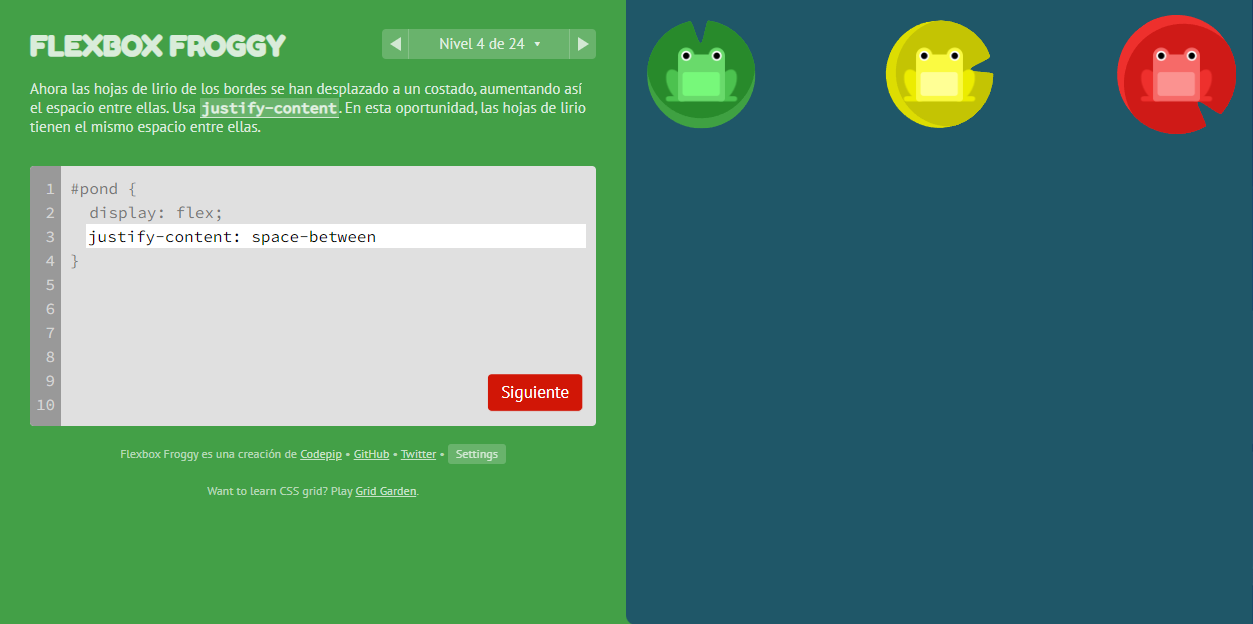 FLEXBOX FROGGY
Nivel 4 de 24
Ahora las hojas de lirio de los bordes se han desplazado a un costado, aumentando así
el espacio entre ellas. Usa justify-content. En esta oportunidad, las hojas de lirio
tienen el mismo espacio entre ellas.
1 #pond {
2 display: flex;
3 justify-content: space-between
4 }
5
6
7
8
9
10
Siguiente
Flexbox Froggy es una creación de Codepip • GitHub • Twitter • Settings
Want to learn CSS grid? Play Grid Garden.